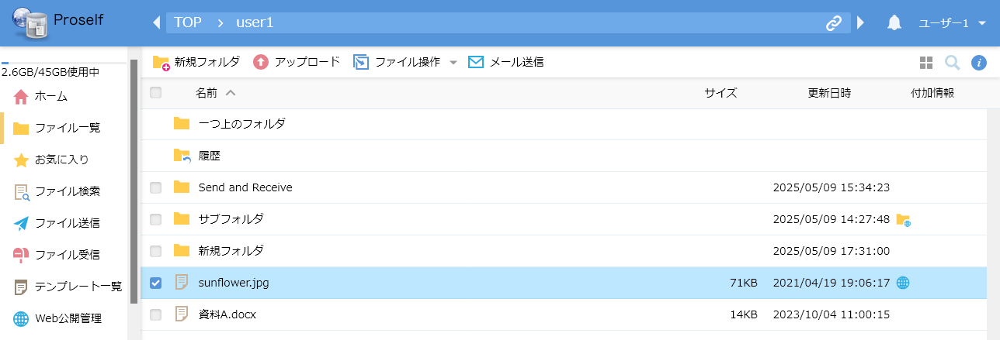 Proself
TOP > user1
ユーザー1
2.6GB/45GB使用中
ホーム
ファイル一覧
お気に入り
ファイル検索
ファイル送信
ファイル受信
テンプレート一覧
Web公開管理
新規フォルダ アップロード ファイル操作 メール送信
名前 サイズ 更新日時 付加情報
一つ上のフォルダ
履歴
Send and Receive 2025/05/09 15:34:23
サブフォルダ 2025/05/09 14:27:48
新規フォルダ 2025/05/09 17:31:00
sunflower.jpg 71KB 2021/04/19 19:06:17
資料A.docx 14KB 2023/10/04 11:00:15